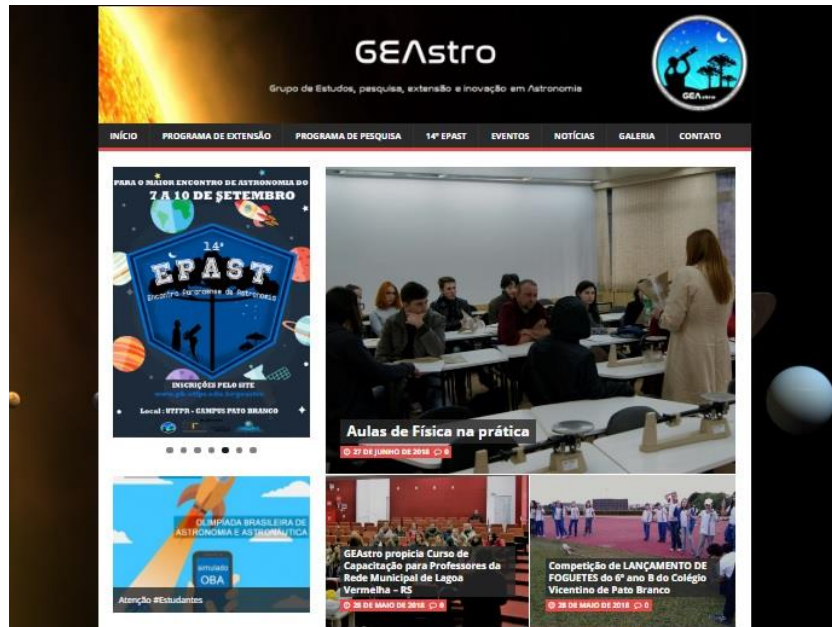 GEAstro
Grupo de Estudos, pesquisa, extensão e inovação em Astronomia
GEAstro
INÍCIO PROGRAMA DE EXTENSÃO PROGRAMA DE PESQUISA 14º EPAST EVENTOS NOTÍCIAS GALERIA CONTATO
PARA O MAIOR ENCONTRO DE ASTRONOMIA DO
7 A 10 DE SETEMBRO
14º
EPAST
Encontro Paranaense de Astronomia
INSCRIÇÕES PELO SITE
Local: UTFPR - CAMPUS PATO BRANCO
Aulas de Física na prática
27 DE JUNHO DE 2018 0
OLIMPIADA BRASILEIRA DE
ASTRONOMIA E ASTRONÁUTICA
simulado
OBA
Atenção #Estudantes
GEAstro propicia Curso de
Capacitação para Professores da
Rede Municipal de Lagoa
Vermelha – RS
28 DE MAIO DE 2018 0
Competição de LANÇAMENTO DE
FOGUETES do 6º ano B do Colégio
Vicentino de Pato Branco
28 DE MAIO DE 2018 0